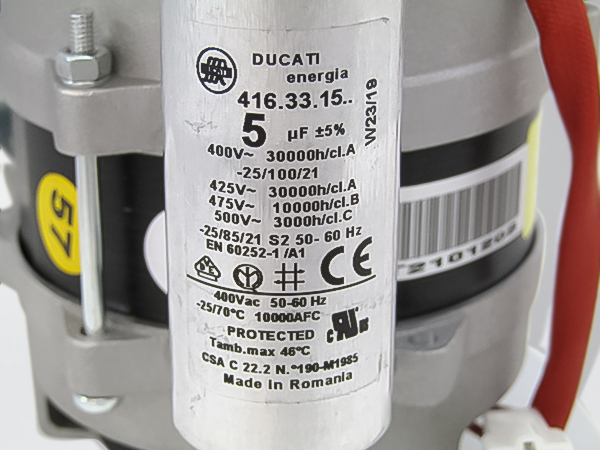 DUCATI
energia
416.33.15..
5 µF ±5%
W23/19
400V~ 30000h/cl.A
-25/100/21
425V~ 30000h/cl.A
475V~ 10000h/cl.B
500V~ 3000h/cl.C
-25/85/21 S2 50- 60 Hz
EN 60252-1 /A1
CE
400Vac 50-60 Hz
-25/70°C 10000AFC
PROTECTED
Tamb.max 46°C
CSA C 22.2 N.°190-M1985
Made in Romania
57